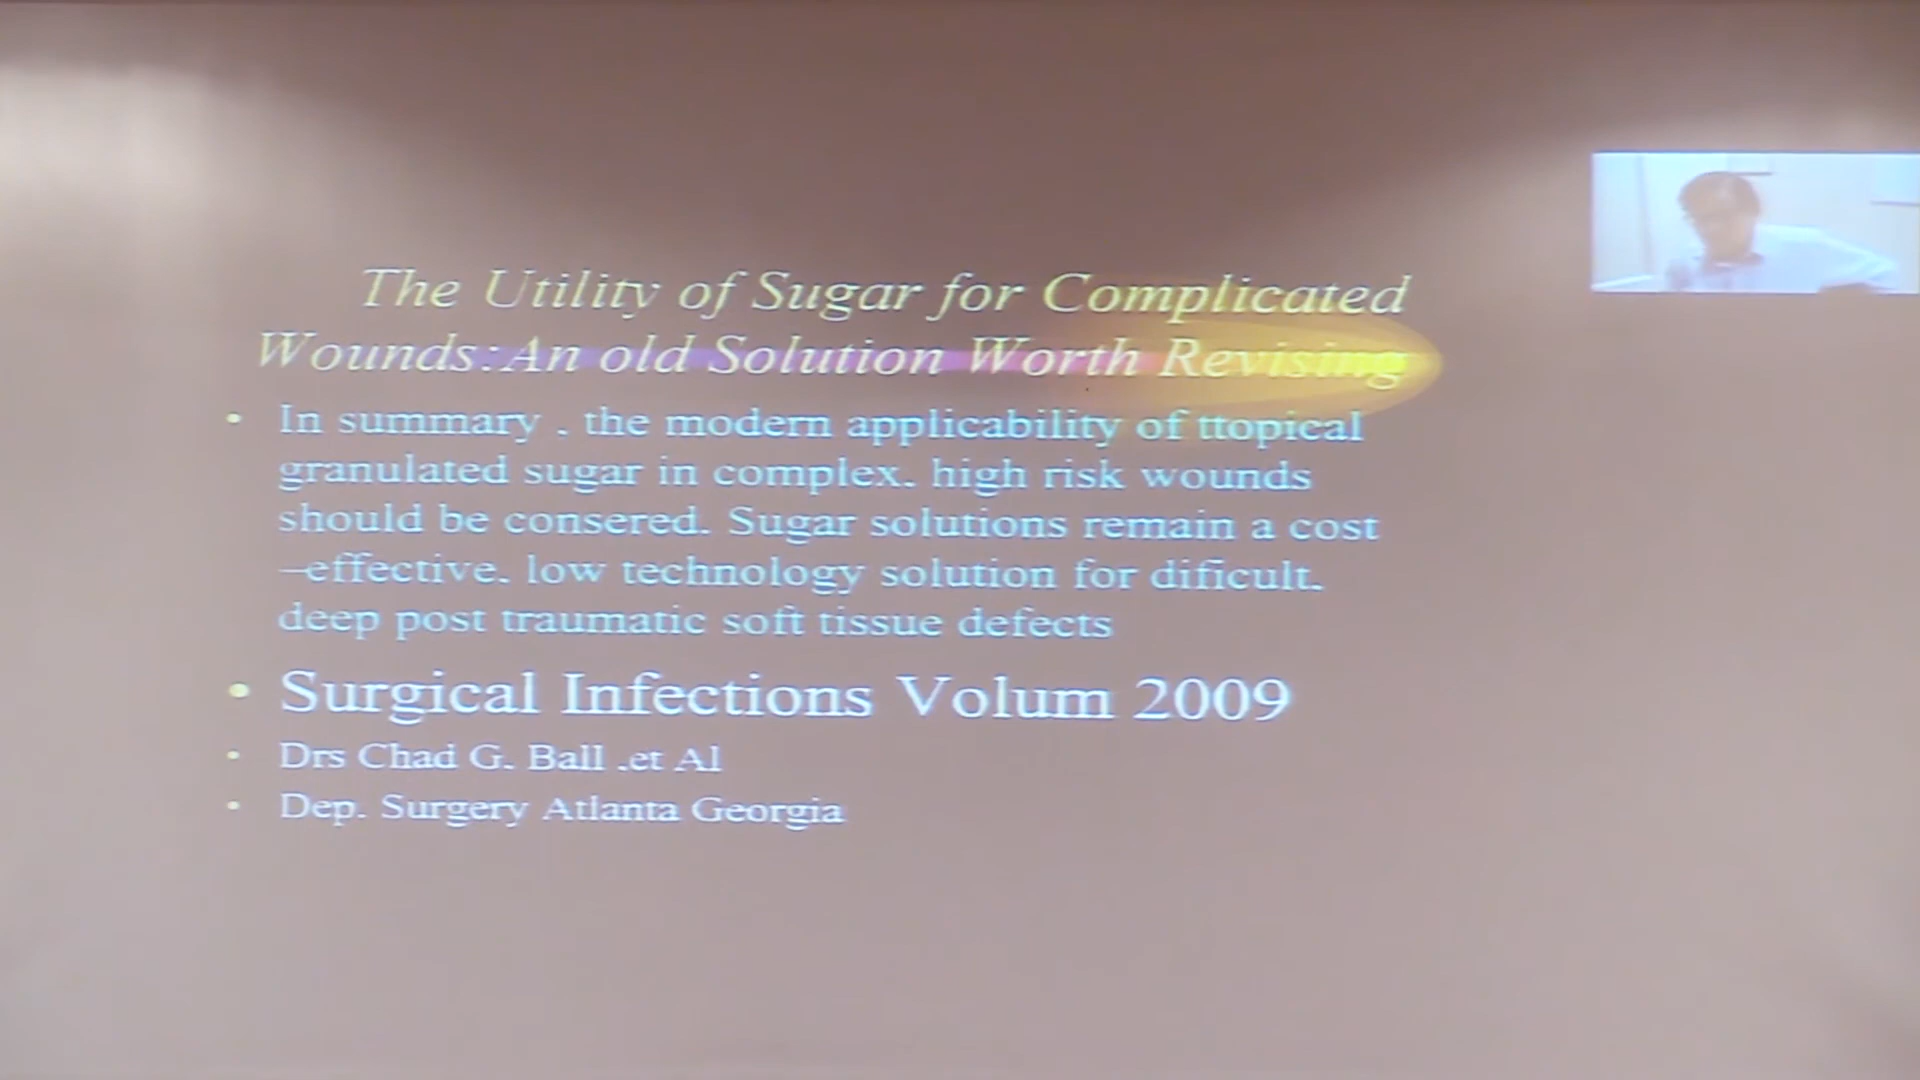 The Utility of Sugar for Complicated
Wounds:An old Solution Worth Revising
• In summary . the modern applicability of ttopical
granulated sugar in complex. high risk wounds
should be consered. Sugar solutions remain a cost
–effective. low technology solution for dificult.
deep post traumatic soft tissue defects
• Surgical Infections Volum 2009
• Drs Chad G. Ball .et Al
• Dep. Surgery Atlanta Georgia